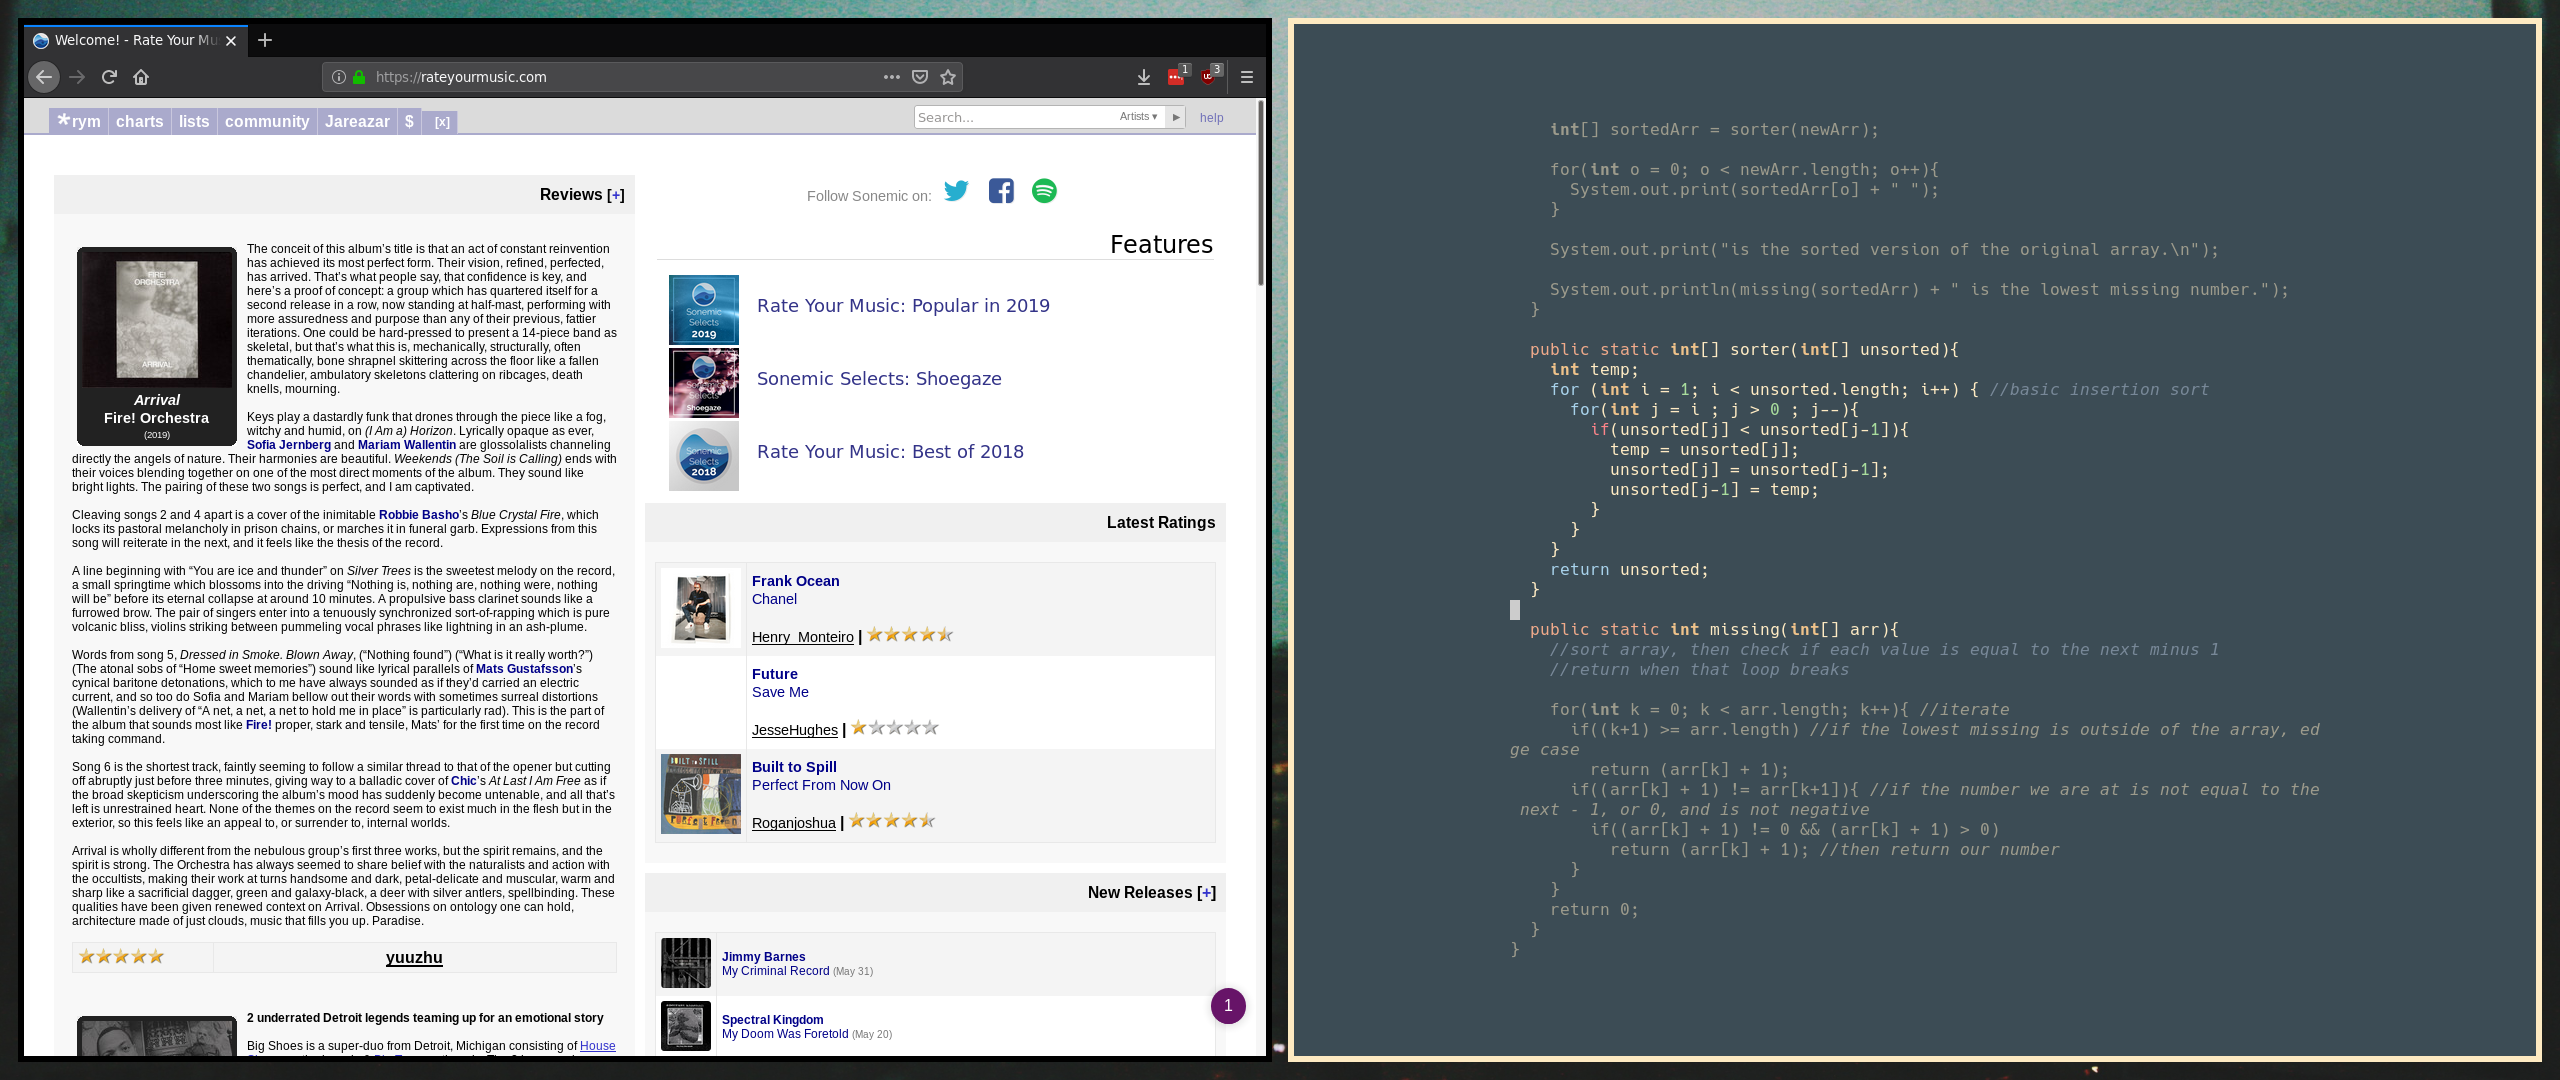 Welcome! - Rate Your Mu
https://rateyourmusic.com
1
3
*rym charts lists community Jareazar $ [x]
Search...
Artists ▾
help
Reviews [+]
FIRE!
ORCHESTRA
ARRIVAL
Arrival
Fire! Orchestra
(2019)
The conceit of this album’s title is that an act of constant reinvention
has achieved its most perfect form. Their vision, refined, perfected,
has arrived. That’s what people say, that confidence is key, and
here’s a proof of concept: a group which has quartered itself for a
second release in a row, now standing at half-mast, performing with
more assuredness and purpose than any of their previous, fattier
iterations. One could be hard-pressed to present a 14-piece band as
skeletal, but that’s what this is, mechanically, structurally, often
thematically, bone shrapnel skittering across the floor like a fallen
chandelier, ambulatory skeletons clattering on ribcages, death
knells, mourning.
Keys play a dastardly funk that drones through the piece like a fog,
witchy and humid, on (I Am a) Horizon. Lyrically opaque as ever,
Sofia Jernberg and Mariam Wallentin are glossolalists channeling
directly the angels of nature. Their harmonies are beautiful. Weekends (The Soil is Calling) ends with
their voices blending together on one of the most direct moments of the album. They sound like
bright lights. The pairing of these two songs is perfect, and I am captivated.
Cleaving songs 2 and 4 apart is a cover of the inimitable Robbie Basho’s Blue Crystal Fire, which
locks its pastoral melancholy in prison chains, or marches it in funeral garb. Expressions from this
song will reiterate in the next, and it feels like the thesis of the record.
A line beginning with “You are ice and thunder” on Silver Trees is the sweetest melody on the record,
a small springtime which blossoms into the driving “Nothing is, nothing are, nothing were, nothing
will be” before its eternal collapse at around 10 minutes. A propulsive bass clarinet sounds like a
furrowed brow. The pair of singers enter into a tenuously synchronized sort-of-rapping which is pure
volcanic bliss, violins striking between pummeling vocal phrases like lightning in an ash-plume.
Words from song 5, Dressed in Smoke. Blown Away, (“Nothing found”) (“What is it really worth?”)
(The atonal sobs of “Home sweet memories”) sound like lyrical parallels of Mats Gustafsson’s
cynical baritone detonations, which to me have always sounded as if they’d carried an electric
current, and so too do Sofia and Mariam bellow out their words with sometimes surreal distortions
(Wallentin’s delivery of “A net, a net, a net to hold me in place” is particularly rad). This is the part of
the album that sounds most like Fire! proper, stark and tensile, Mats’ for the first time on the record
taking command.
Song 6 is the shortest track, faintly seeming to follow a similar thread to that of the opener but cutting
off abruptly just before three minutes, giving way to a balladic cover of Chic’s At Last I Am Free as if
the broad skepticism underscoring the album’s mood has suddenly become untenable, and all that’s
left is unrestrained heart. None of the themes on the record seem to exist much in the flesh but in the
exterior, so this feels like an appeal to, or surrender to, internal worlds.
Arrival is wholly different from the nebulous group’s first three works, but the spirit remains, and the
spirit is strong. The Orchestra has always seemed to share belief with the naturalists and action with
the occultists, making their work at turns handsome and dark, petal-delicate and muscular, warm and
sharp like a sacrificial dagger, green and galaxy-black, a deer with silver antlers, spellbinding. These
qualities have been given renewed context on Arrival. Obsessions on ontology one can hold,
architecture made of just clouds, music that fills you up. Paradise.
yuuzhu
2 underrated Detroit legends teaming up for an emotional story
Big Shoes is a super-duo from Detroit, Michigan consisting of House
Follow Sonemic on:
Features
Sonemic
Selects
2019
Rate Your Music: Popular in 2019
Sonemic
Selects
Shoegaze
Sonemic Selects: Shoegaze
Sonemic
Selects
2018
Rate Your Music: Best of 2018
Latest Ratings
Frank Ocean
Chanel
Henry_Monteiro |
Future
Save Me
JesseHughes |
BUILT to SPILL
Built to Spill
Perfect From Now On
Roganjoshua |
New Releases [+]
Jimmy Barnes
My Criminal Record (May 31)
Spectral Kingdom
My Doom Was Foretold (May 20)
1
int[] sortedArr = sorter(newArr);
for(int o = 0; o < newArr.length; o++){
System.out.print(sortedArr[o] + " ");
}
System.out.print("is the sorted version of the original array.\n");
System.out.println(missing(sortedArr) + " is the lowest missing number.");
}
public static int[] sorter(int[] unsorted){
int temp;
for (int i = 1; i < unsorted.length; i++) { //basic insertion sort
for(int j = i ; j > 0 ; j--){
if(unsorted[j] < unsorted[j-1]){
temp = unsorted[j];
unsorted[j] = unsorted[j-1];
unsorted[j-1] = temp;
}
}
}
return unsorted;
}
public static int missing(int[] arr){
//sort array, then check if each value is equal to the next minus 1
//return when that loop breaks
for(int k = 0; k < arr.length; k++){ //iterate
if((k+1) >= arr.length) //if the lowest missing is outside of the array, ed
ge case
return (arr[k] + 1);
if((arr[k] + 1) != arr[k+1]){ //if the number we are at is not equal to the
next - 1, or 0, and is not negative
if((arr[k] + 1) != 0 && (arr[k] + 1) > 0)
return (arr[k] + 1); //then return our number
}
}
return 0;
}
}